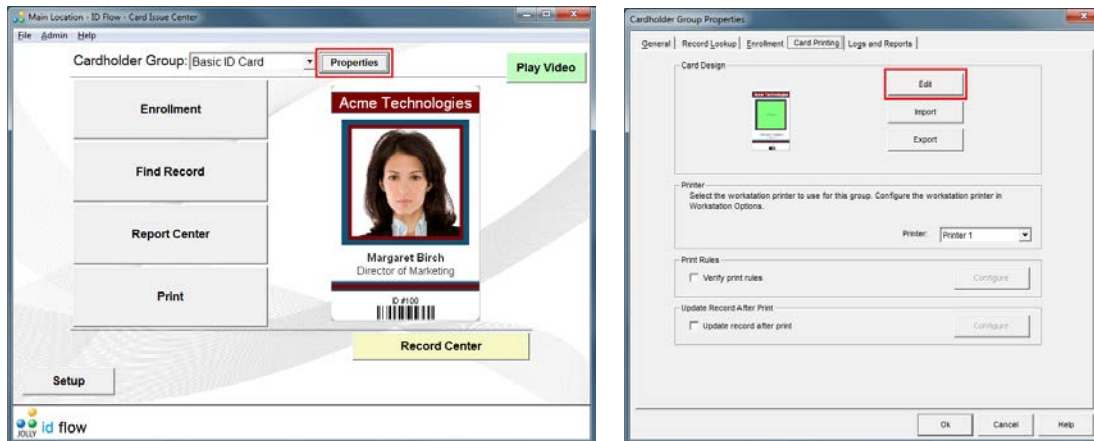 Main Location - ID Flow - Card Issue Center
File Admin Help
Cardholder Group: Basic ID Card Properties
Play Video
Enrollment
Find Record
Report Center
Print
Acme Technologies
Margaret Birch
Director of Marketing
ID #100
Record Center
Setup
JOLLY id flow
Cardholder Group Properties
General Record Lookup Enrollment Card Printing Logs and Reports
Card Design
Edit
Import
Export
Printer
Select the workstation printer to use for this group. Configure the workstation printer in
Workstation Options.
Printer: Printer 1
Print Rules
Verify print rules Configure
Update Record After Print
Update record after print Configure
Ok Cancel Help